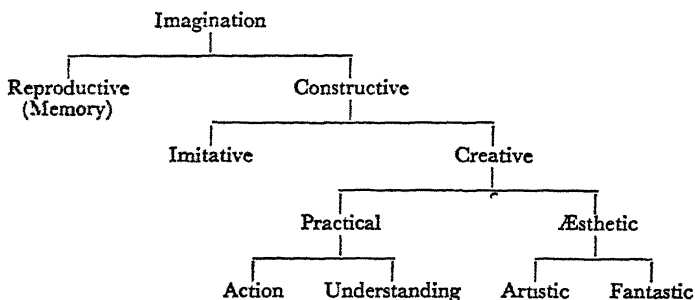 Imagination
Reproductive Constructive
(Memory)
Imitative Creative
Practical Æsthetic
Action Understanding Artistic Fantastic